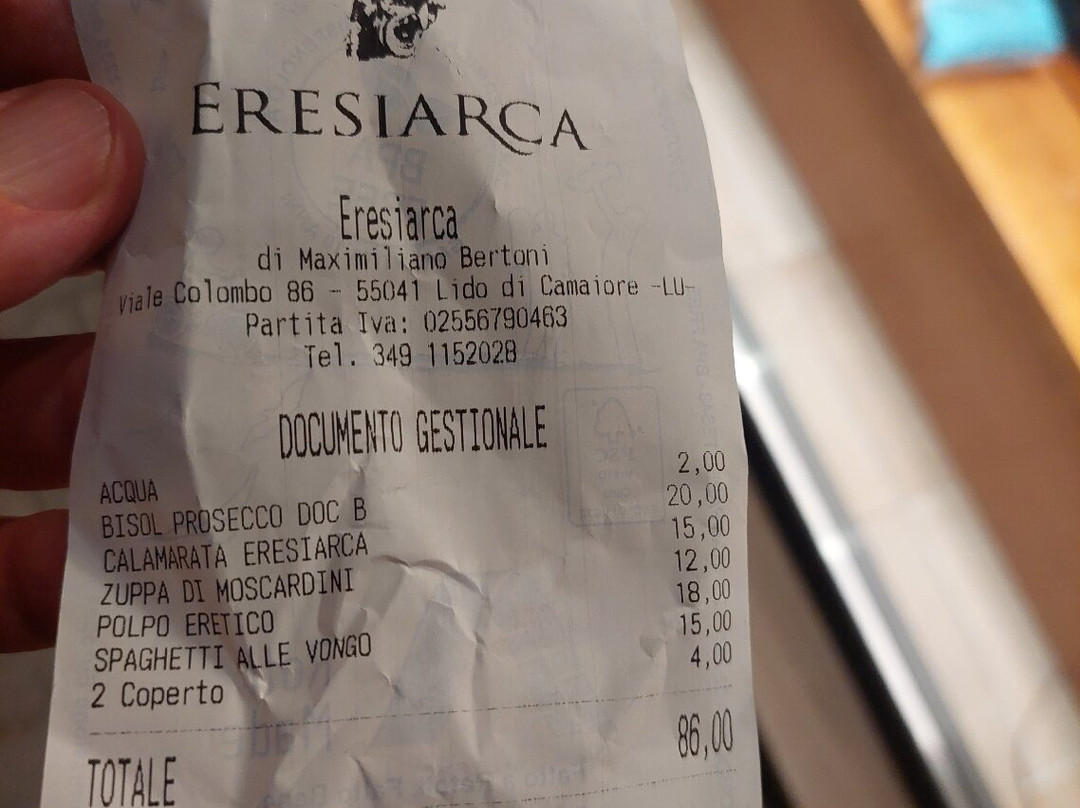 ERESIARCA
Eresiarca
di Maximiliano Bertoni
Viale Colombo 86 - 55041 Lido di Camaiore -LU-
Partita Iva: 02556790463
Tel. 349 1152028
DOCUMENTO GESTIONALE
ACQUA 2,00
BISOL PROSECCO DOC B 20,00
CALAMARATA ERESIARCA 15,00
ZUPPA DI MOSCARDINI 12,00
POLPO ERETICO 18,00
SPAGHETTI ALLE VONGO 15,00
2 Coperto 4,00
TOTALE 86,00